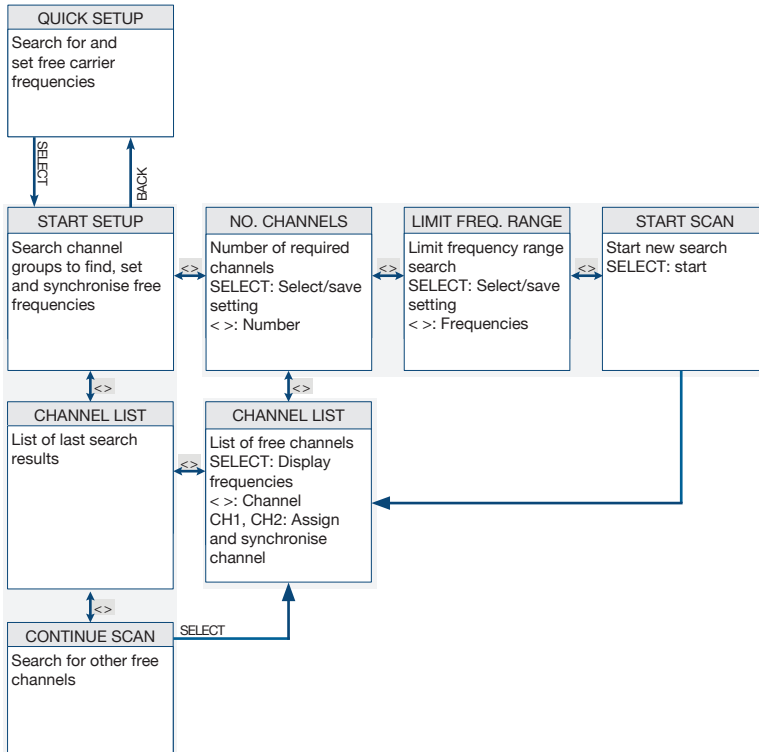 QUICK SETUP
Search for and
set free carrier
frequencies
SELECT
BACK
START SETUP
Search channel
groups to find, set
and synchronise free
frequencies
<>
NO. CHANNELS
Number of required
channels
SELECT: Select/save
setting
< >: Number
<>
LIMIT FREQ. RANGE
Limit frequency range
search
SELECT: Select/save
setting
< >: Frequencies
<>
START SCAN
Start new search
SELECT: start
<>
<>
CHANNEL LIST
List of last search
results
<>
CHANNEL LIST
List of free channels
SELECT: Display
frequencies
< >: Channel
CH1, CH2: Assign
and synchronise
channel
<>
CONTINUE SCAN
Search for other free
channels
SELECT